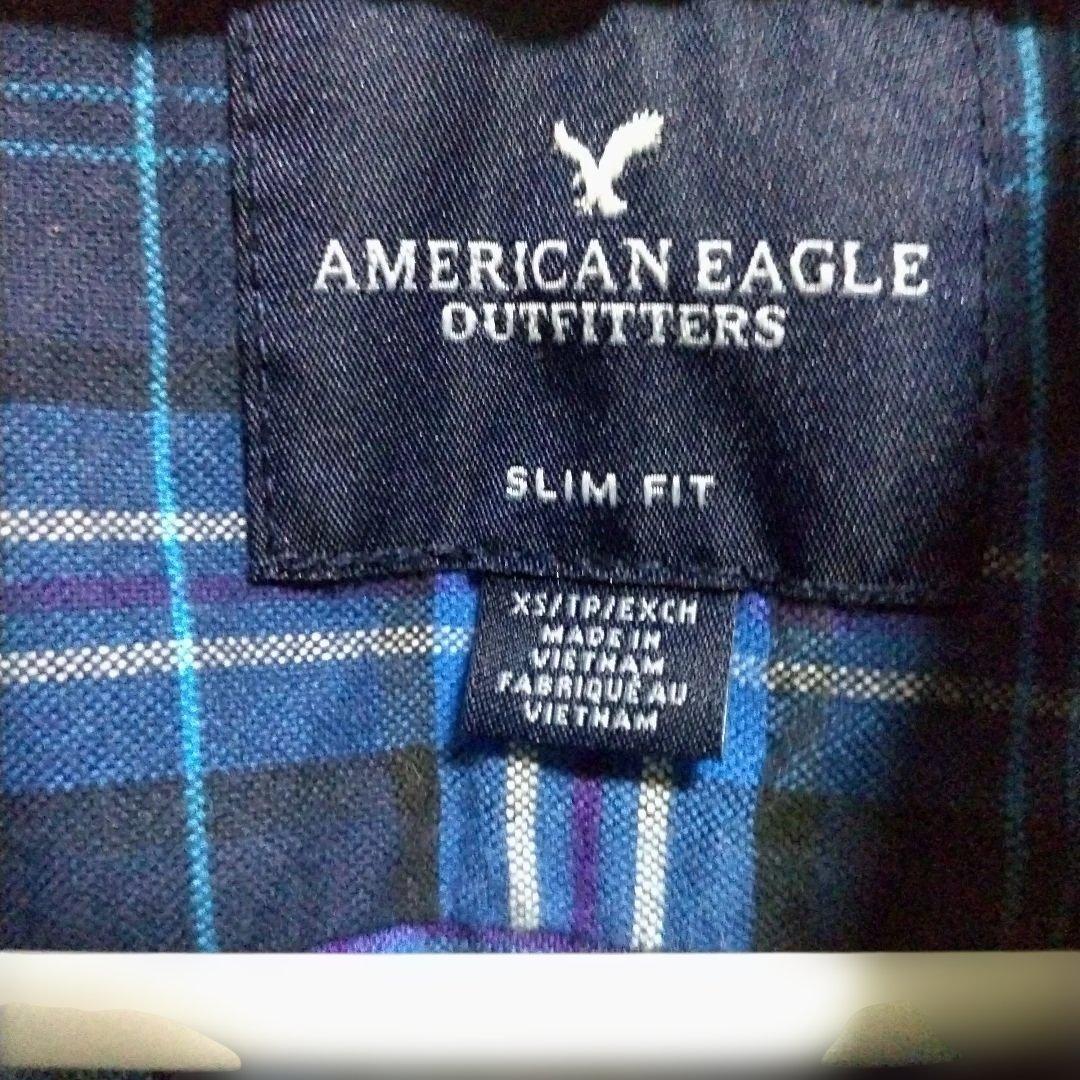 AMERICAN EAGLE
OUTFITTERS
SLIM FIT
XS/TP/EXCH
MADE IN
VIETNAM
FABRIQUÉ AU
VIETNAM